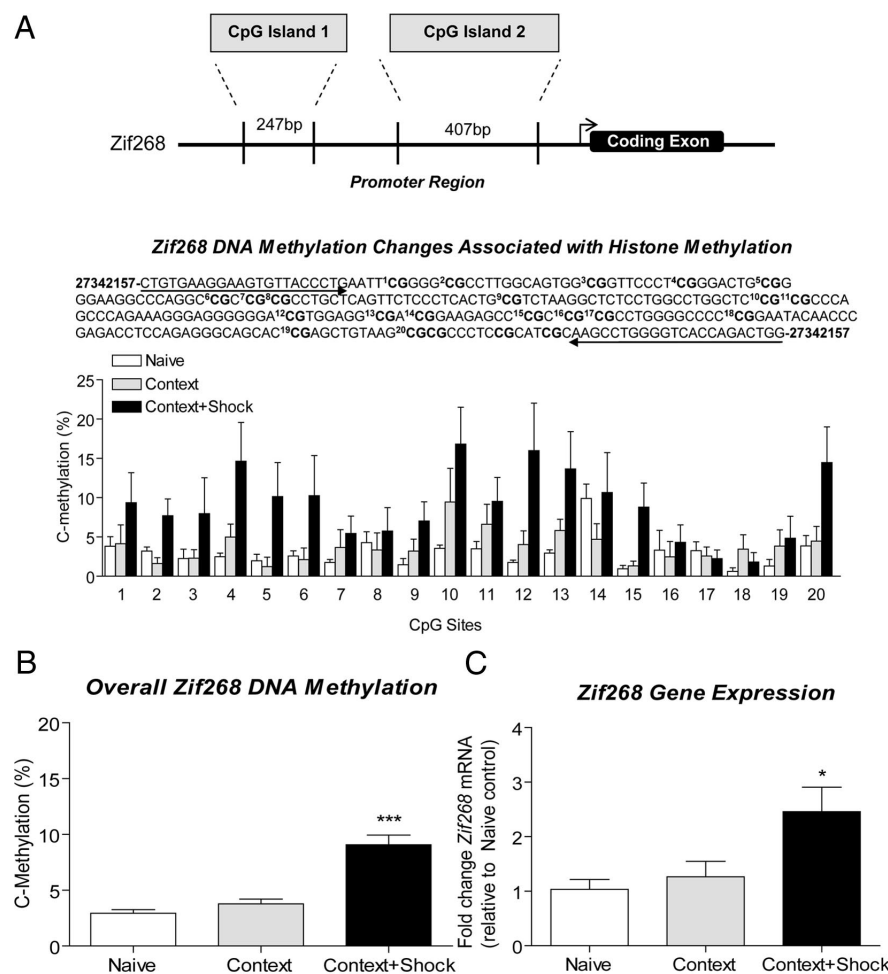 A
CpG Island 1
CpG Island 2
247bp
407bp
Zif268
Coding Exon
Promoter Region
Zif268 DNA Methylation Changes Associated with Histone Methylation
27342157-CTGTGAAGGAAGTGTTACCCTGAATT¹CGGGG²CGCCTTGGCAGTGG³CGGTTCCCT⁴CGGGACTG⁵CGG
GGAAGGCCCAGGC⁶CGC⁷CG⁸CGCCTGCTCAGTTCTCCCTCACTG⁹CGTCTAAGGCTCTCCTGGCCTGGCTC¹⁰CG¹¹CGCCCA
GCCCAGAAAGGGAGGGGGGGA¹²CGTGGAGG¹³CGA¹⁴CGGAAGAGCC¹⁵CGC¹⁶CG¹⁷CGCCTGGGGCCCC¹⁸CGGAATACAACCC
GAGACCTCCAGAGGGCAGCAC¹⁹CGAGCTGTAAG²⁰CGCGCCCTCCGCATCGCAAGCCTGGGGTCACCAGACTGG-27342157
Naive
Context
Context+Shock
C-methylation (%)
25
20
15
10
5
0
1 2 3 4 5 6 7 8 9 10 11 12 13 14 15 16 17 18 19 20
CpG Sites
B
Overall Zif268 DNA Methylation
C-Methylation (%)
20
15
10
5
0
***
Naive Context Context+Shock
C
Zif268 Gene Expression
Fold change Zif268 mRNA
(relative to Naive control)
4
3
2
1
0
*
Naive Context Context+Shock